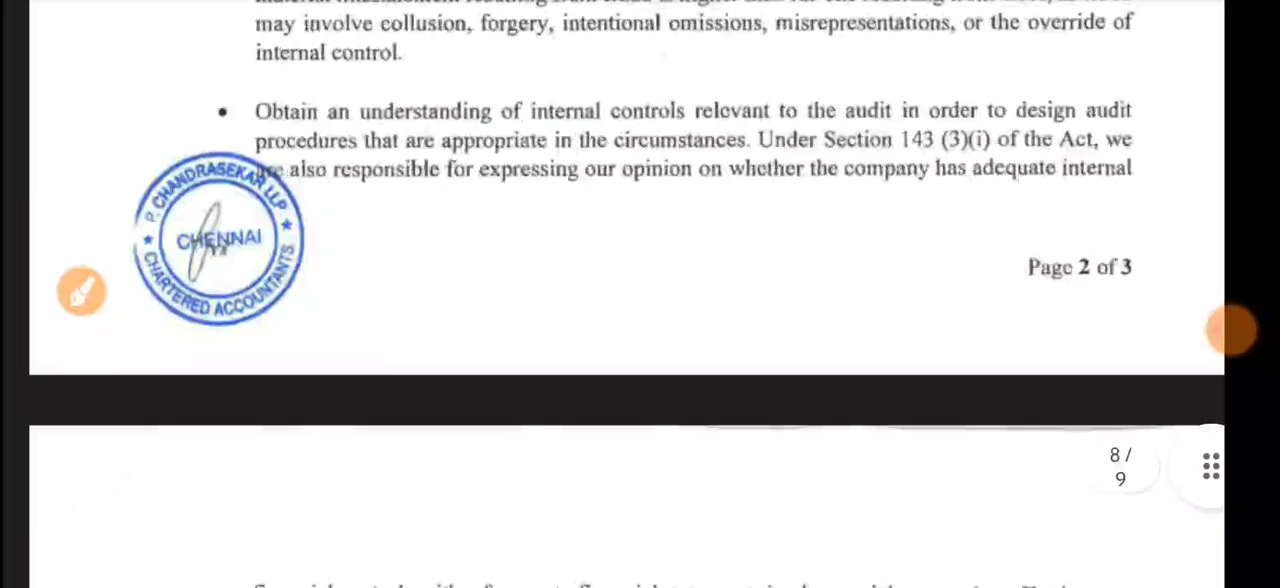 may involve collusion, forgery, intentional omissions, misrepresentations, or the override of
internal control.
• Obtain an understanding of internal controls relevant to the audit in order to design audit
procedures that are appropriate in the circumstances. Under Section 143 (3)(i) of the Act, we
are also responsible for expressing our opinion on whether the company has adequate internal
P. CHANDRASEKAR LLP
★ CHENNAI ★
CHARTERED ACCOUNTANTS
Page 2 of 3
8 /
9